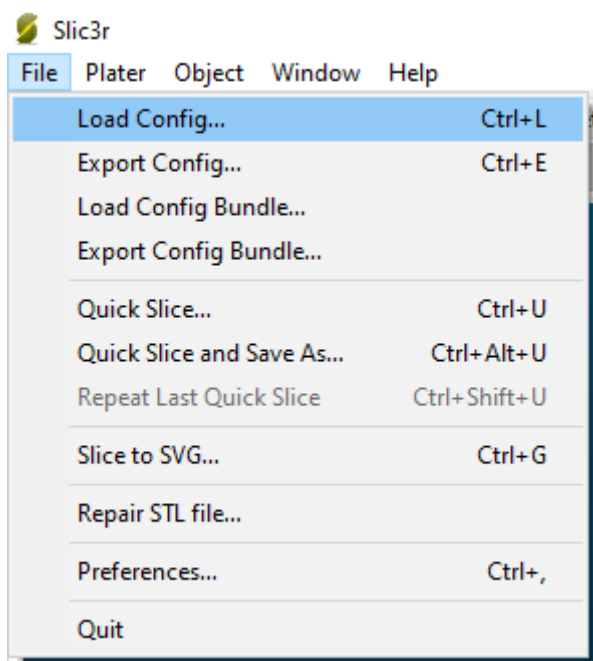 Slic3r
File Plater Object Window Help
Load Config... Ctrl+L
Export Config... Ctrl+E
Load Config Bundle...
Export Config Bundle...
Quick Slice... Ctrl+U
Quick Slice and Save As... Ctrl+Alt+U
Repeat Last Quick Slice Ctrl+Shift+U
Slice to SVG... Ctrl+G
Repair STL file...
Preferences... Ctrl+,
Quit